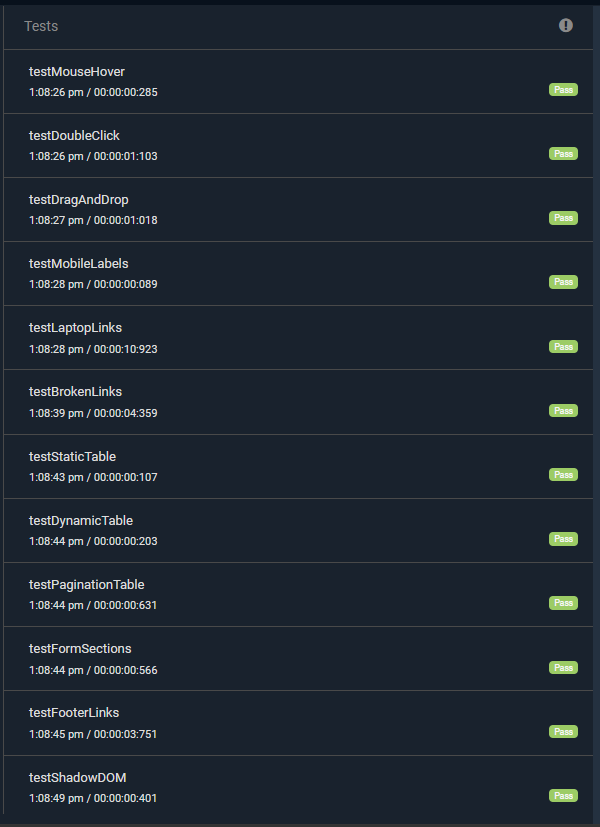 Tests
testMouseHover
1:08:26 pm / 00:00:00:285
Pass
testDoubleClick
1:08:26 pm / 00:00:01:103
Pass
testDragAndDrop
1:08:27 pm / 00:00:01:018
Pass
testMobileLabels
1:08:28 pm / 00:00:00:089
Pass
testLaptopLinks
1:08:28 pm / 00:00:10:923
Pass
testBrokenLinks
1:08:39 pm / 00:00:04:359
Pass
testStaticTable
1:08:43 pm / 00:00:00:107
Pass
testDynamicTable
1:08:44 pm / 00:00:00:203
Pass
testPaginationTable
1:08:44 pm / 00:00:00:631
Pass
testFormSections
1:08:44 pm / 00:00:00:566
Pass
testFooterLinks
1:08:45 pm / 00:00:03:751
Pass
testShadowDOM
1:08:49 pm / 00:00:00:401
Pass